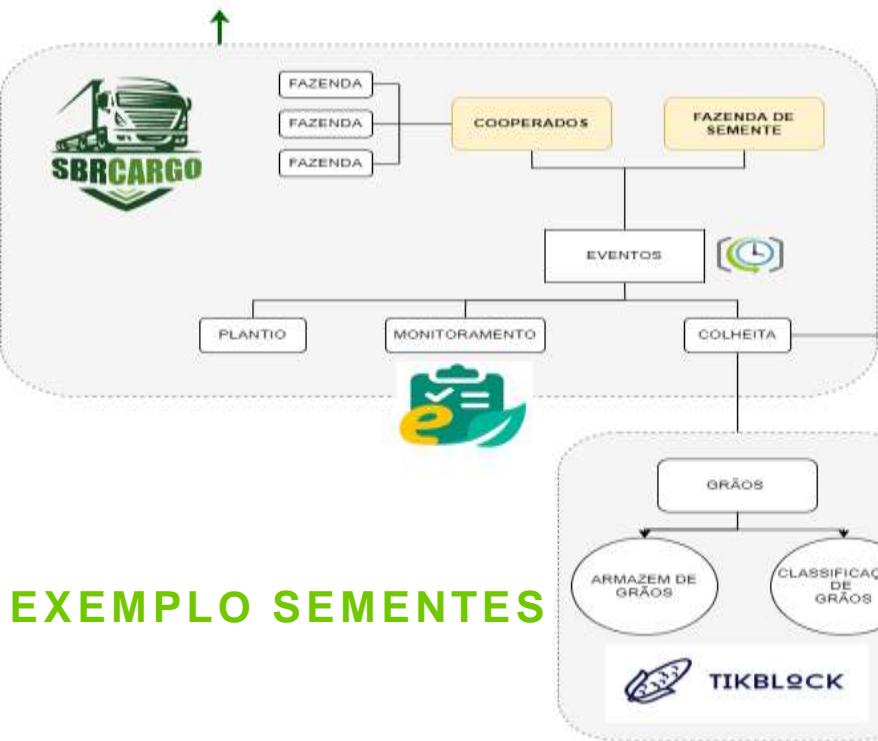 FAZENDA
FAZENDA
FAZENDA
COOPERADOS
FAZENDA DE
SEMENTE
SBRCARGO
EVENTOS
PLANTIO
MONITORAMENTO
COLHEITA
e
GRÃOS
ARMAZEM DE
GRÃOS
CLASSIFICAÇ
DE
GRÃOS
EXEMPLO SEMENTES
TIKBLOCK